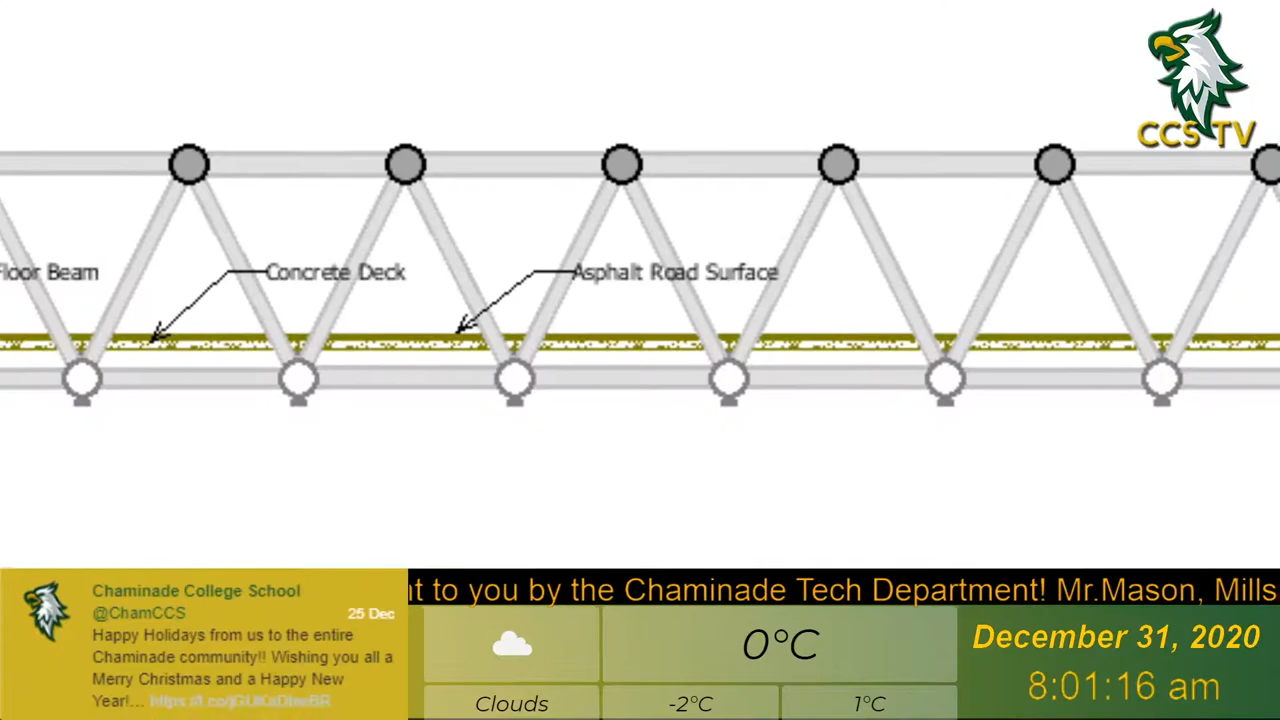 CCS TV
Floor Beam
Concrete Deck
Asphalt Road Surface
Chaminade College School
@ChamCCS
25 Dec
Happy Holidays from us to the entire
Chaminade community!! Wishing you all a
Merry Christmas and a Happy New
Year!...
to you by the Chaminade Tech Department! Mr.Mason, Mills
0°C
Clouds
-2°C
1°C
December 31, 2020
8:01:16 am